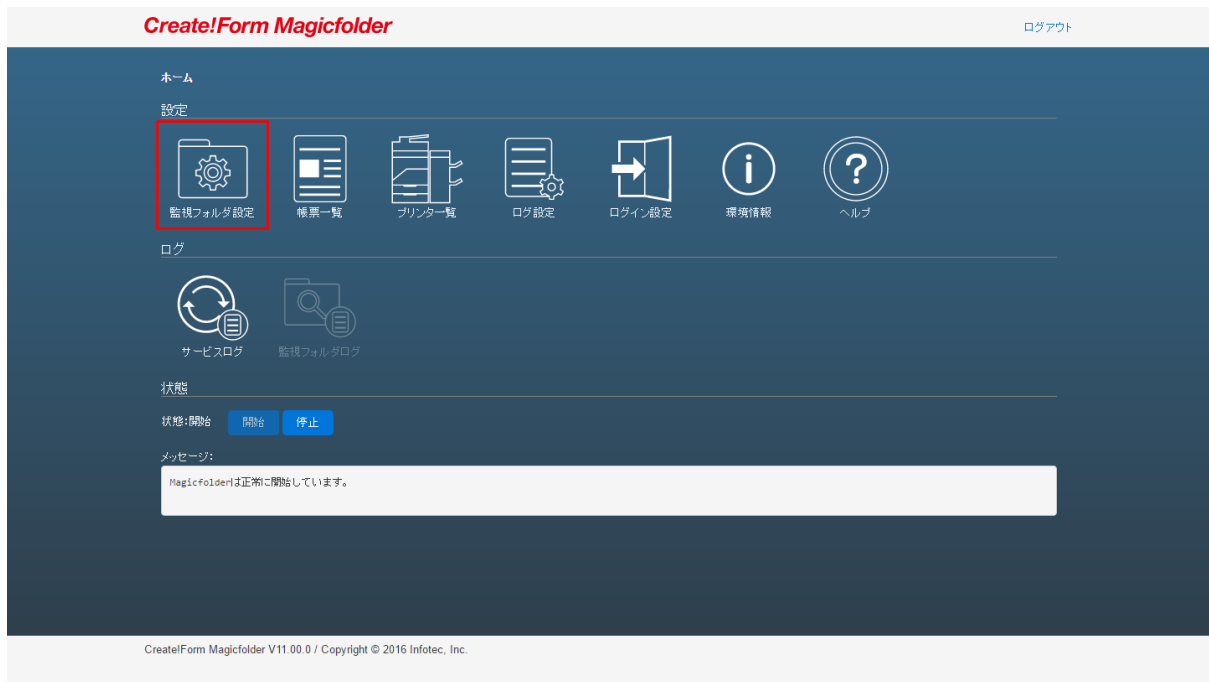 Create!Form Magicfolder
ログアウト
ホーム
設定
監視フォルダ設定
帳票一覧
プリンタ一覧
ログ設定
ログイン設定
環境情報
ヘルプ
ログ
サービスログ
監視フォルダログ
状態
状態:開始
開始
停止
メッセージ:
Magicfolderは正常に開始しています。
Create!Form Magicfolder V11.00.0 / Copyright © 2016 Infotec, Inc.